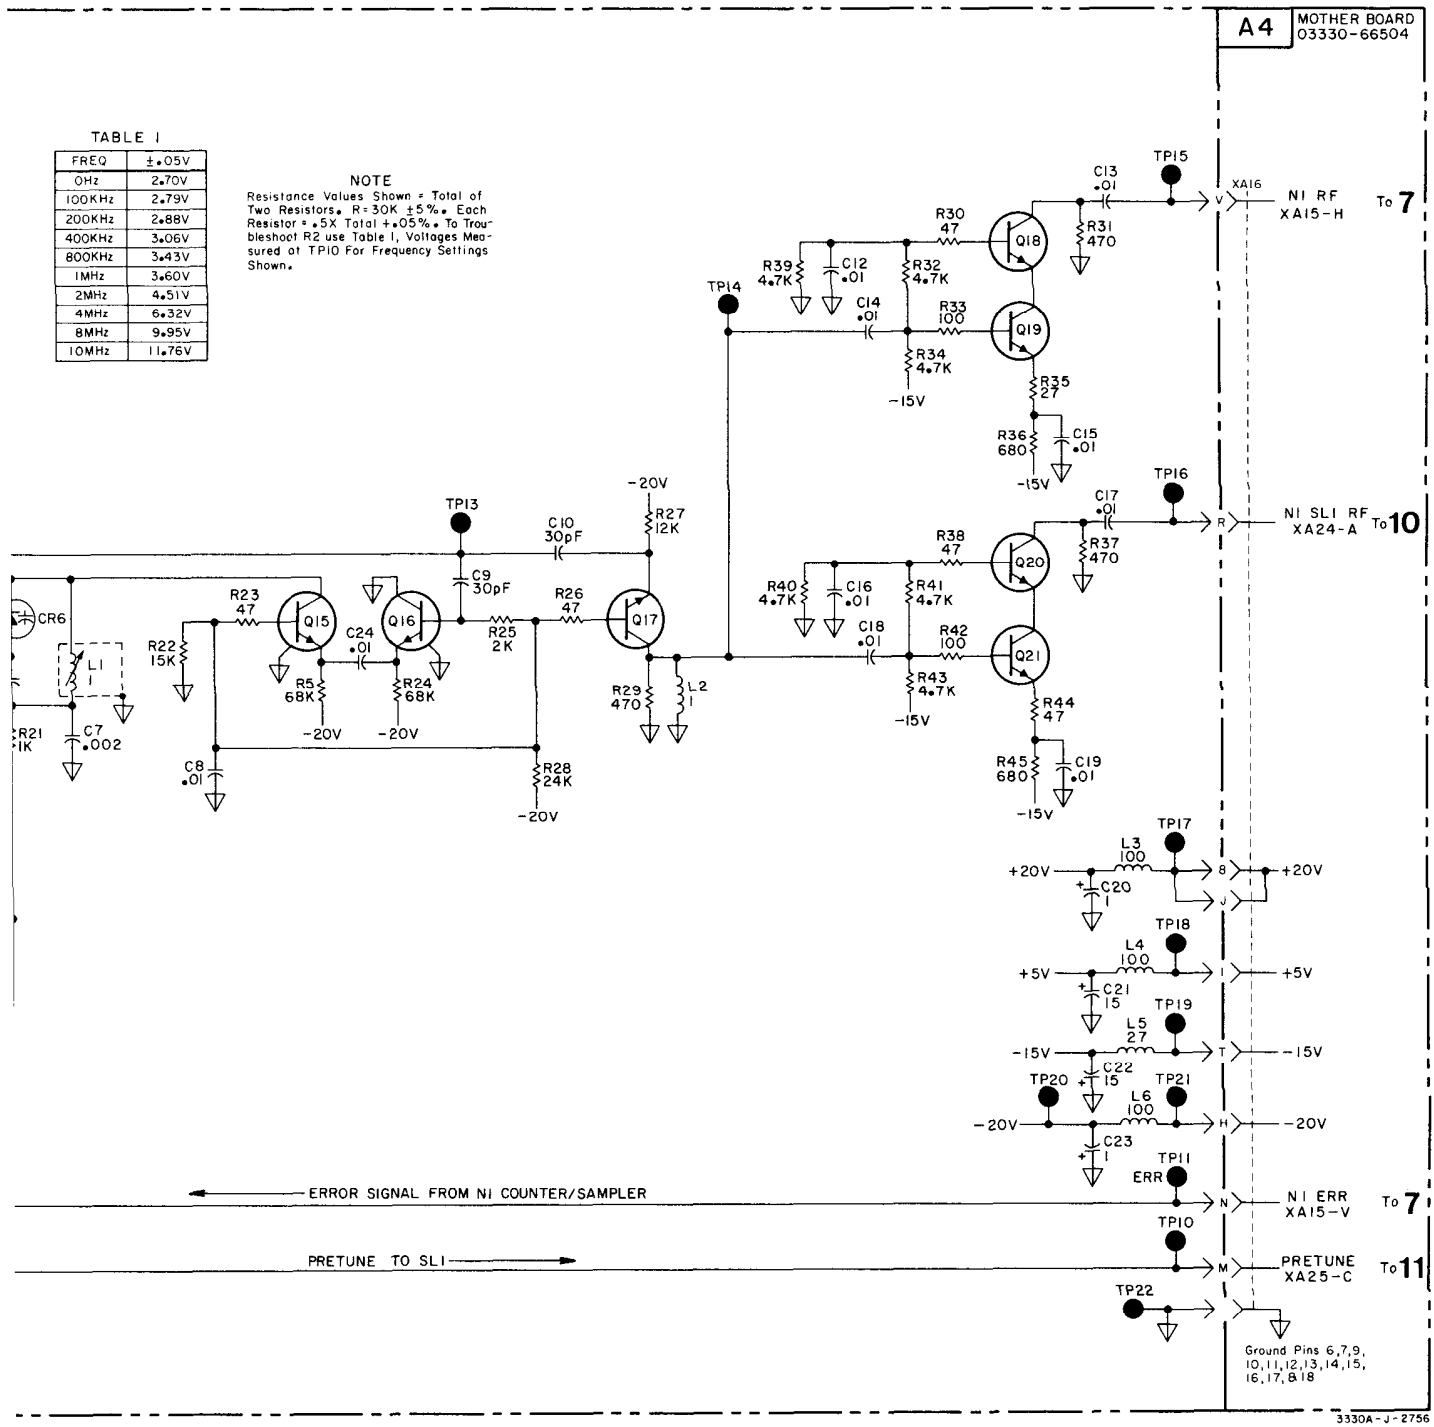 A4
MOTHER BOARD
03330-66504
TABLE 1
FREQ ±.05V
0Hz 2.70V
100KHz 2.79V
200KHz 2.88V
400KHz 3.06V
800KHz 3.43V
1MHz 3.60V
2MHz 4.51V
4MHz 6.32V
8MHz 9.95V
10MHz 11.76V
NOTE
Resistance Values Shown = Total of
Two Resistors. R=30K ±5%. Each
Resistor = .5X Total +.05%. To Trou-
bleshoot R2 use Table 1, Voltages Mea-
sured at TP10 For Frequency Settings
Shown.
TP15
C13
.01
V
XA16
N1 RF
XA15-H
To 7
R30
47
Q18
R31
470
R39
4.7K
C12
.01
R32
4.7K
TP14
C14
.01
R33
100
Q19
R34
4.7K
-15V
R35
27
R36
680
C15
.01
-15V
TP16
C17
.01
R
N1 SL1 RF
XA24-A
To 10
R38
47
Q20
R37
470
R40
4.7K
C16
.01
R41
4.7K
C18
.01
R42
100
Q21
R43
4.7K
-15V
R44
47
R45
680
C19
.01
-15V
-20V
R27
12K
TP13
C10
30pF
C9
30pF
CR6
R23
47
Q15
Q16
R25
2K
R26
47
Q17
R22
15K
C24
.01
L1
1
R5
68K
R24
68K
-20V
-20V
R29
470
L2
1
R21
1K
C7
.002
C8
.01
R28
24K
-20V
TP17
L3
100
+20V
8
+20V
C20
1
J
TP18
L4
100
+5V
1
+5V
C21
15
TP19
L5
27
-15V
T
-15V
C22
15
TP20
TP21
L6
100
-20V
H
-20V
C23
1
TP11
ERR
ERROR SIGNAL FROM N1 COUNTER/SAMPLER
N
N1 ERR
XA15-V
To 7
TP10
PRETUNE TO SL1
M
PRETUNE
XA25-C
To 11
TP22
Ground Pins 6,7,9,
10,11,12,13,14,15,
16,17,&18
3330A-J-2756